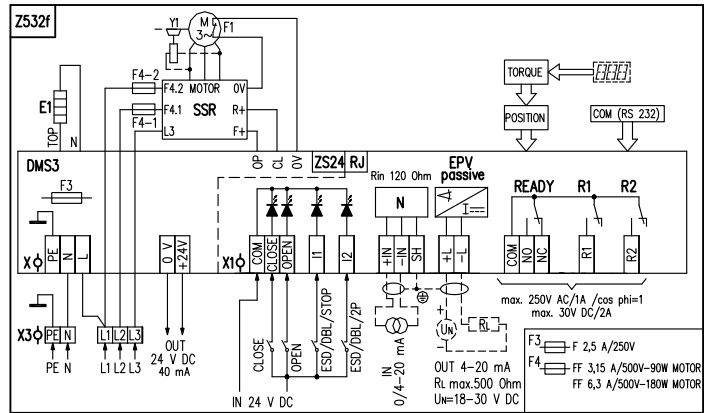 Z532f
Y1
M
3~
F1
F4-2
F4.2 MOTOR 0V
E1
F4.1 SSR R+
F4-1
L3 F+
TOP
N
OP
CL
0V
TORQUE
POSITION
COM (RS 232)
DMS3
ZS24 RJ
EPV
passive
Rin 120 Ohm
N
I
READY R1 R2
F3
X
PE
N
L
0 V
+24V
X1
COM
CLOSE
OPEN
I1
I2
+IN
-IN
SH
+L
-L
COM
NO
NC
R1
R2
max. 250V AC/1A /cos phi=1
max. 30V DC/2A
X3
PE N
L1 L2 L3
PE N
L1 L2 L3
OUT
24 V DC
40 mA
CLOSE
OPEN
ESD/DBL/STOP
ESD/DBL/2P
IN 24 V DC
IN
0/4-20 mA
+
UN
-
RL
OUT 4-20 mA
RL max.500 Ohm
UN=18-30 V DC
F3 F 2,5 A/250V
F4 FF 3,15 A/500V-90W MOTOR
FF 6,3 A/500V-180W MOTOR